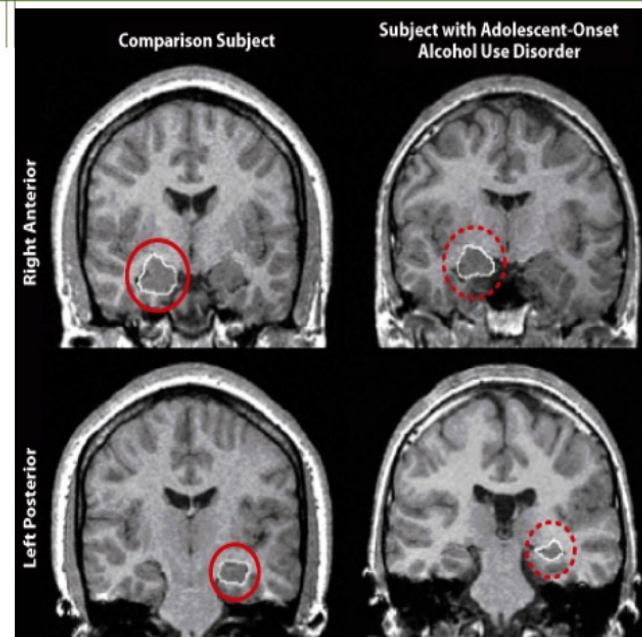 Comparison Subject
Subject with Adolescent-Onset
Alcohol Use Disorder
Right Anterior
Left Posterior